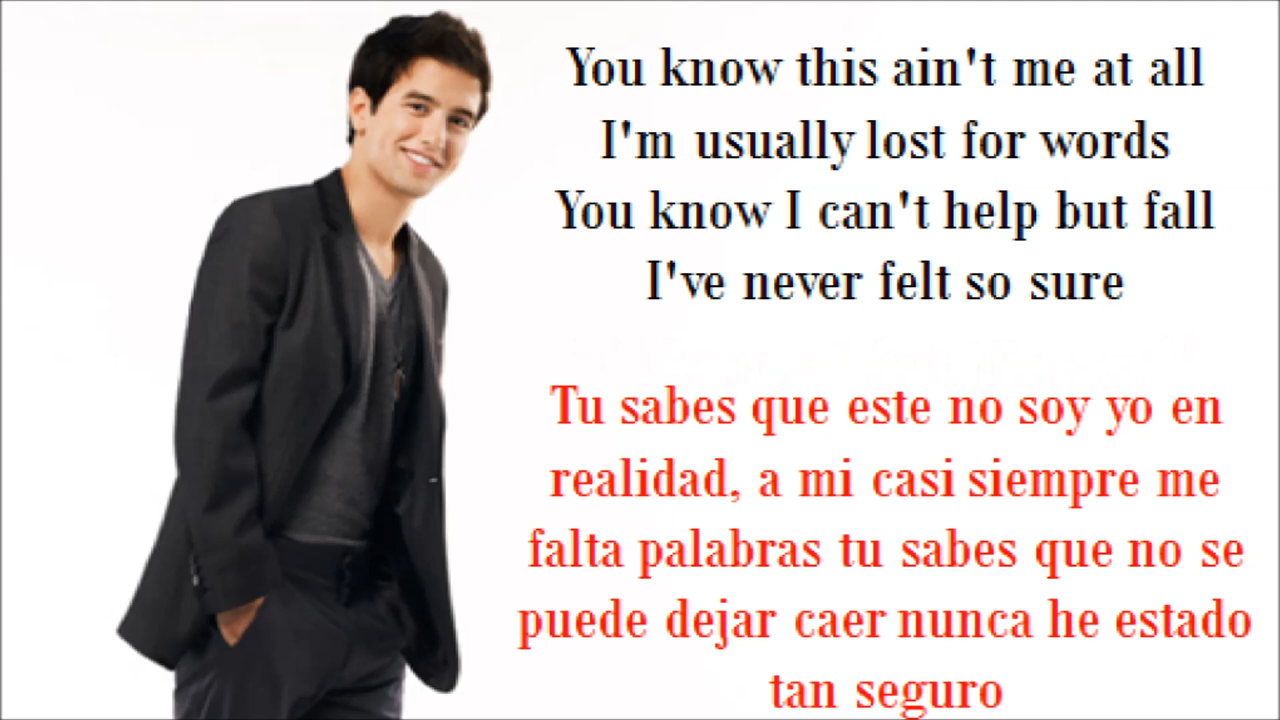 You know this ain't me at all
I'm usually lost for words
You know I can't help but fall
I've never felt so sure
Tu sabes que este no soy yo en
realidad, a mi casi siempre me
falta palabras tu sabes que no se
puede dejar caer nunca he estado
tan seguro